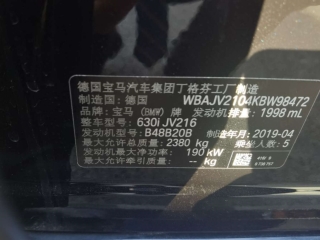 德国宝马汽车集团丁格芬工厂制造
制造国：德国 WBAJV2104KBW98472
品牌：宝马（BMW）牌 发动机排量：1998 mL
整车型号：630i JV216
发动机型号：B48B20B 制造年月：2019-04
最大允许总质量：2380 kg 乘坐人数：5
发动机最大净功率：190 kW
最大允许牵引质量：-- kg